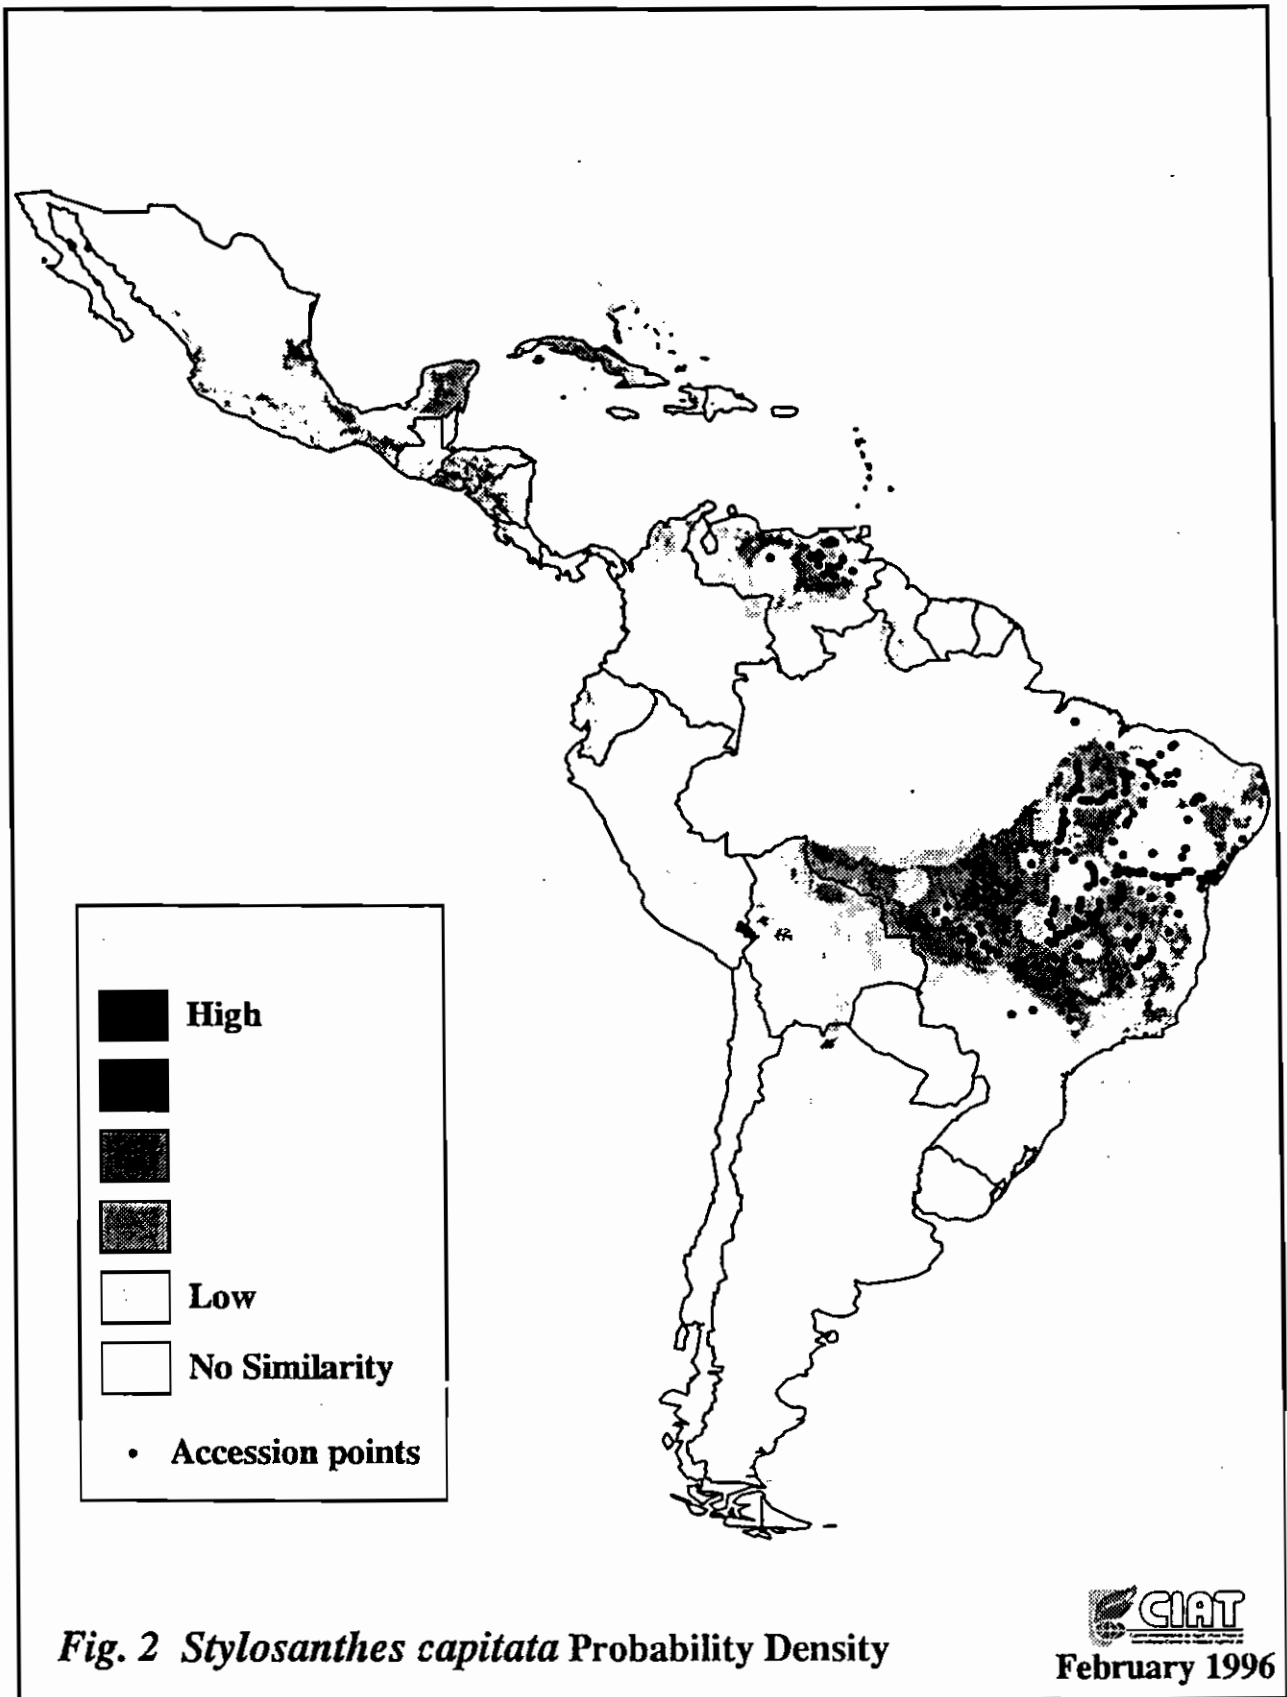 High
Low
No Similarity
Accession points
Fig. 2 Stylosanthes capitata Probability Density
CIAT
February 1996